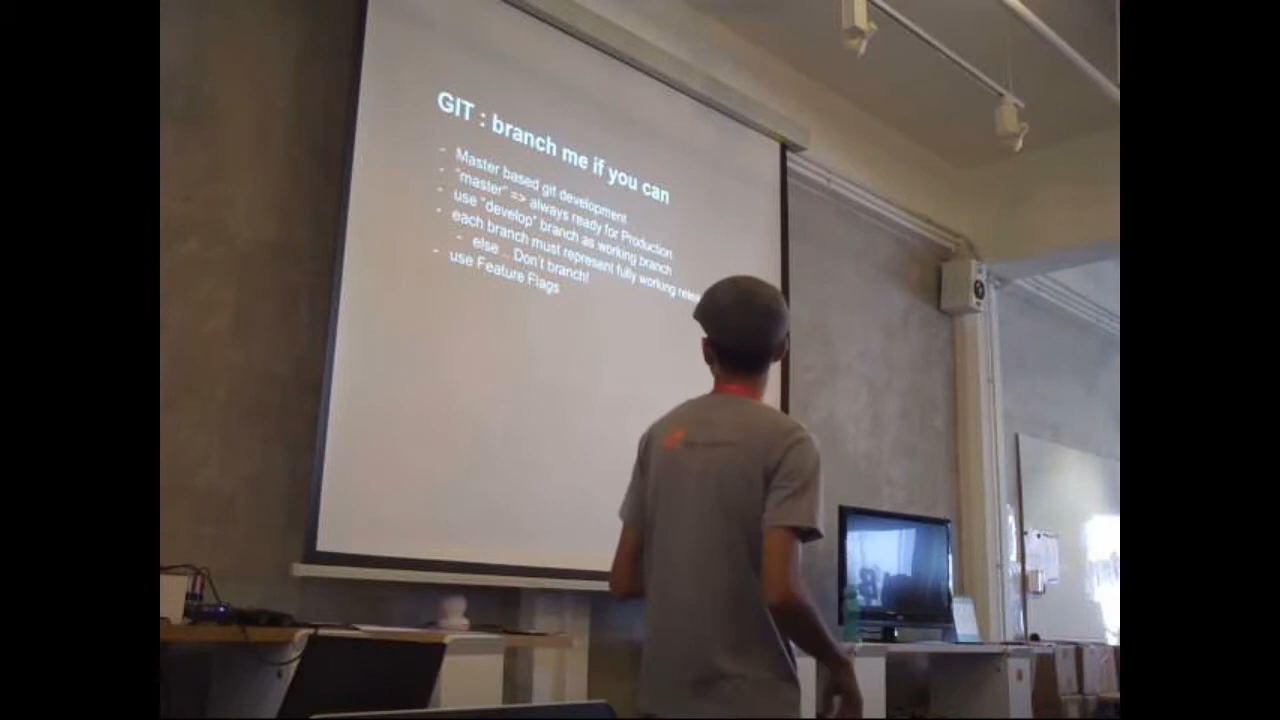 GIT : branch me if you can
- Master based git development
- "master" => always ready for Production
- use "develop" branch as working branch
- each branch must represent fully working
- else .. Don't branch!
- use Feature Flags